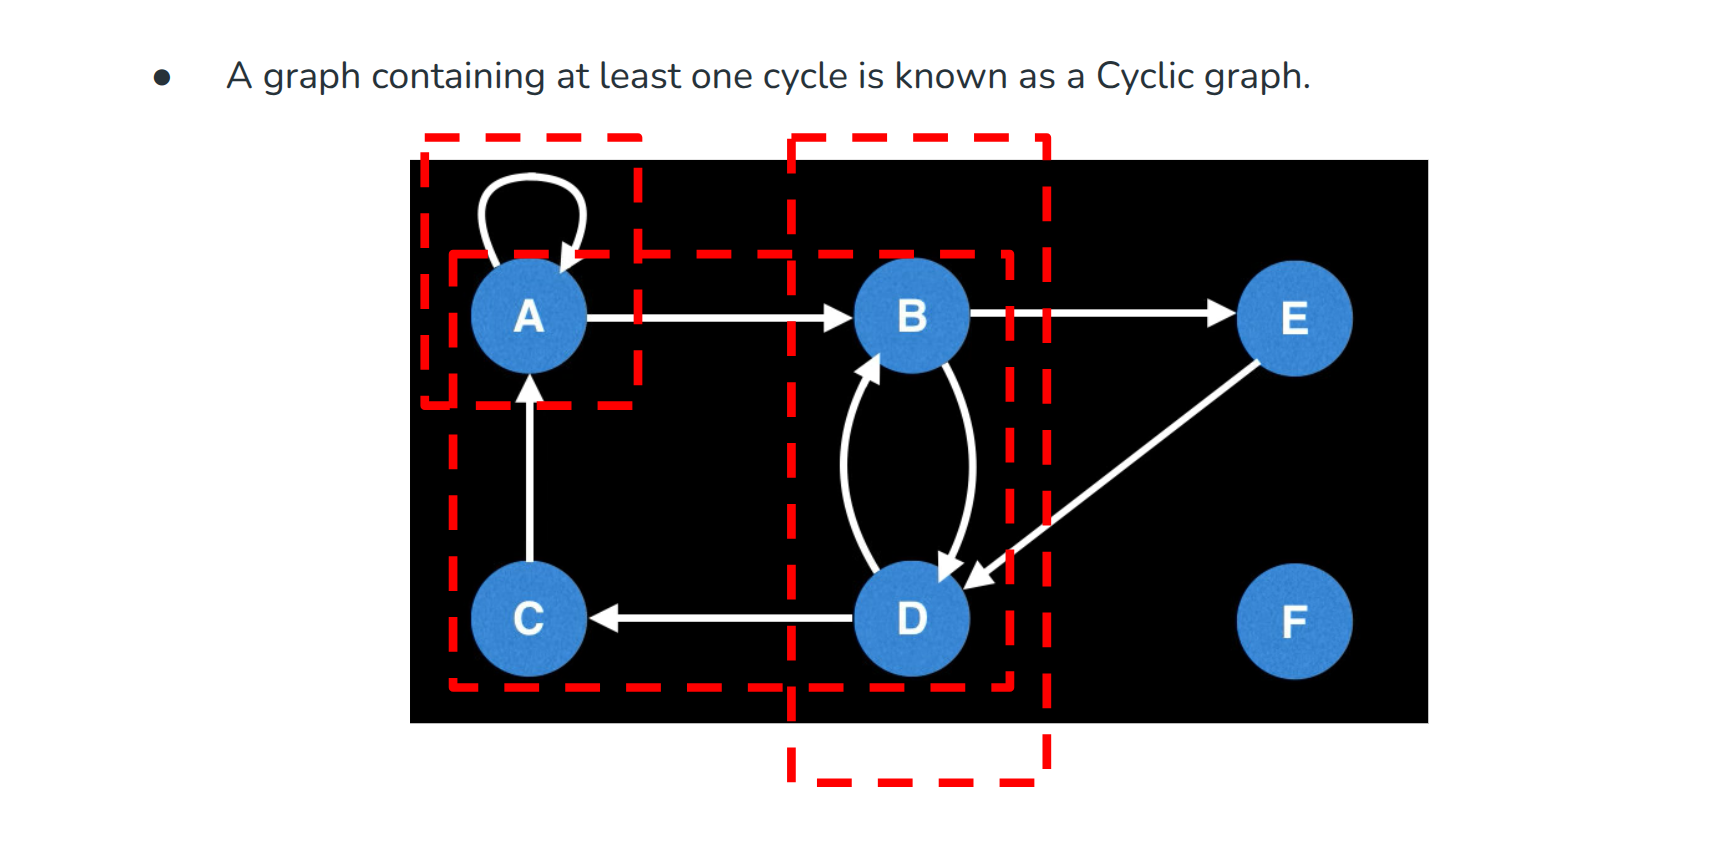 ● A graph containing at least one cycle is known as a Cyclic graph.
A B E
C D F